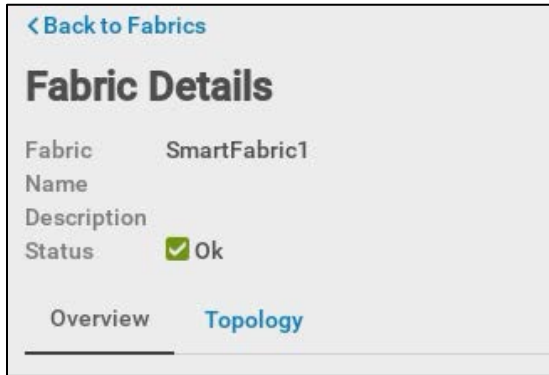 Back to Fabrics
Fabric Details
Fabric Name SmartFabric1
Description
Status Ok
Overview Topology